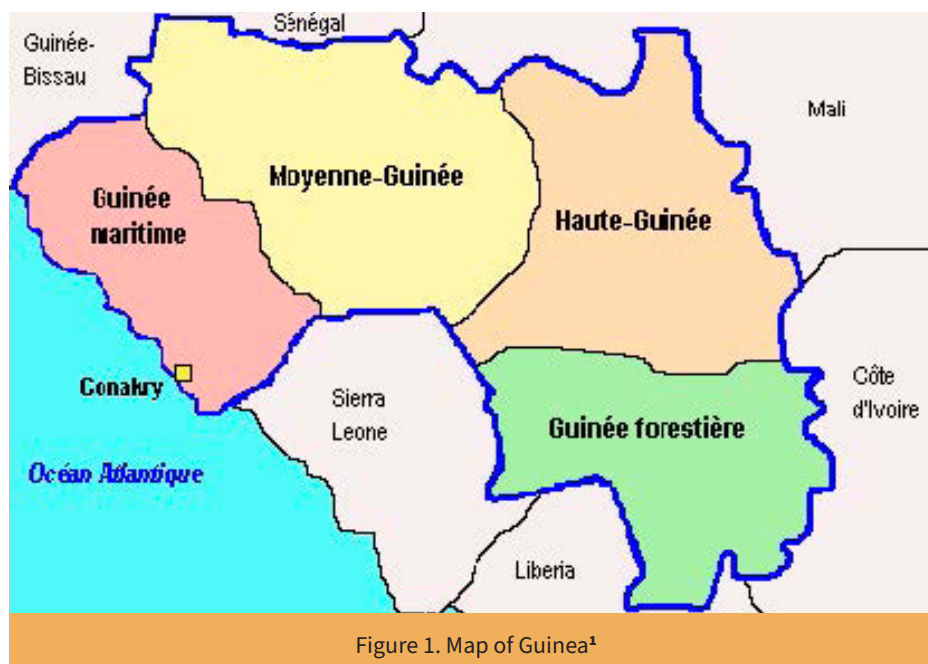 Sénégal
Guinée-
Bissau
Mali
Moyenne-Guinée
Guinée
maritime
Haute-Guinée
Conakry
Sierra
Leone
Côte
d'Ivoire
Guinée forestière
Océan Atlantique
Liberia
Figure 1. Map of Guinea¹